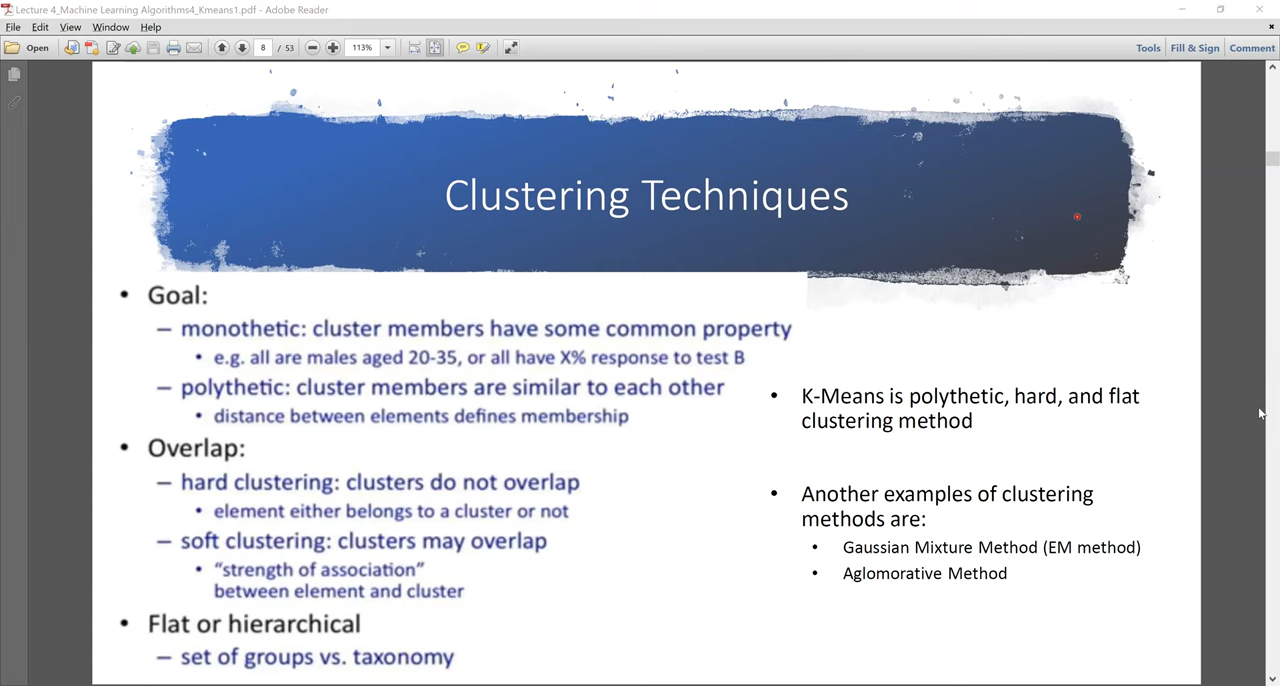 Lecture 4_Machine Learning Algorithms4_Kmeans1.pdf - Adobe Reader
File Edit View Window Help
Open 8 / 53 113% Tools Fill & Sign Comment
Clustering Techniques
• Goal:
– monothetic: cluster members have some common property
• e.g. all are males aged 20-35, or all have X% response to test B
– polythetic: cluster members are similar to each other
• distance between elements defines membership
• Overlap:
– hard clustering: clusters do not overlap
• element either belongs to a cluster or not
– soft clustering: clusters may overlap
• “strength of association”
between element and cluster
• Flat or hierarchical
– set of groups vs. taxonomy
• K-Means is polythetic, hard, and flat
clustering method
• Another examples of clustering
methods are:
• Gaussian Mixture Method (EM method)
• Aglomorative Method